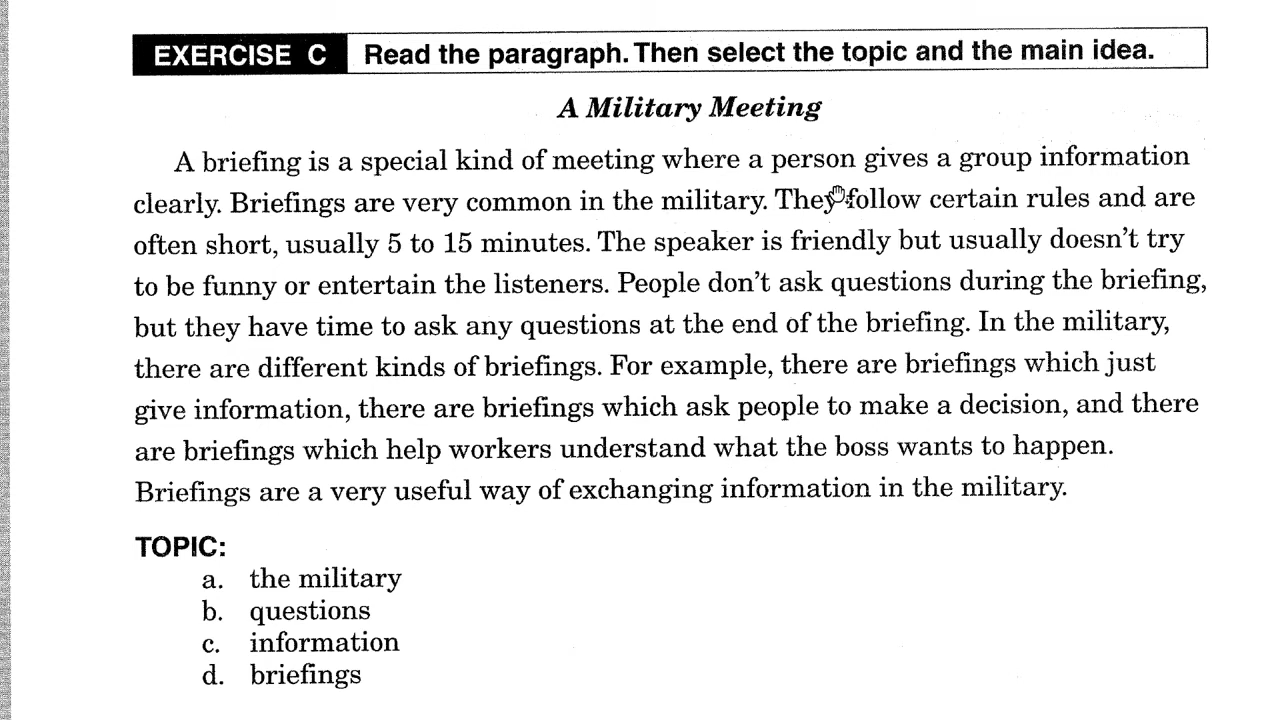 EXERCISE C Read the paragraph. Then select the topic and the main idea.
A Military Meeting
A briefing is a special kind of meeting where a person gives a group information
clearly. Briefings are very common in the military. They follow certain rules and are
often short, usually 5 to 15 minutes. The speaker is friendly but usually doesn't try
to be funny or entertain the listeners. People don't ask questions during the briefing,
but they have time to ask any questions at the end of the briefing. In the military,
there are different kinds of briefings. For example, there are briefings which just
give information, there are briefings which ask people to make a decision, and there
are briefings which help workers understand what the boss wants to happen.
Briefings are a very useful way of exchanging information in the military.
TOPIC:
a. the military
b. questions
c. information
d. briefings